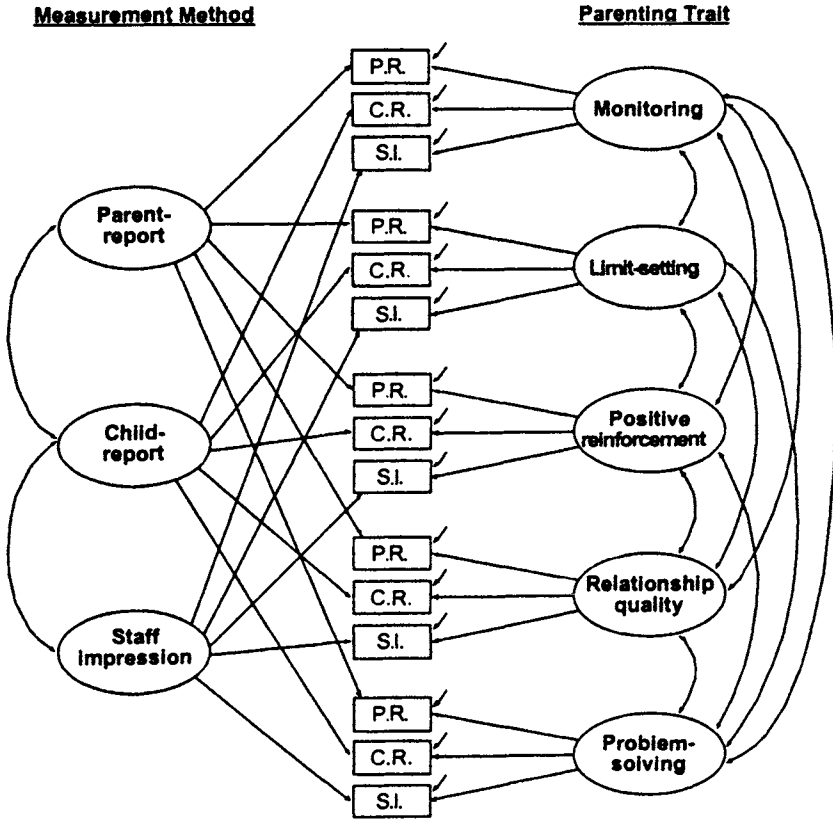 Measurement Method
Parenting Trait
P.R.
C.R.
S.I.
Monitoring
Parent-
report
P.R.
C.R.
S.I.
Limit-setting
P.R.
C.R.
S.I.
Positive
reinforcement
Child-
report
P.R.
C.R.
S.I.
Relationship
quality
Staff
impression
P.R.
C.R.
S.I.
Problem-
solving